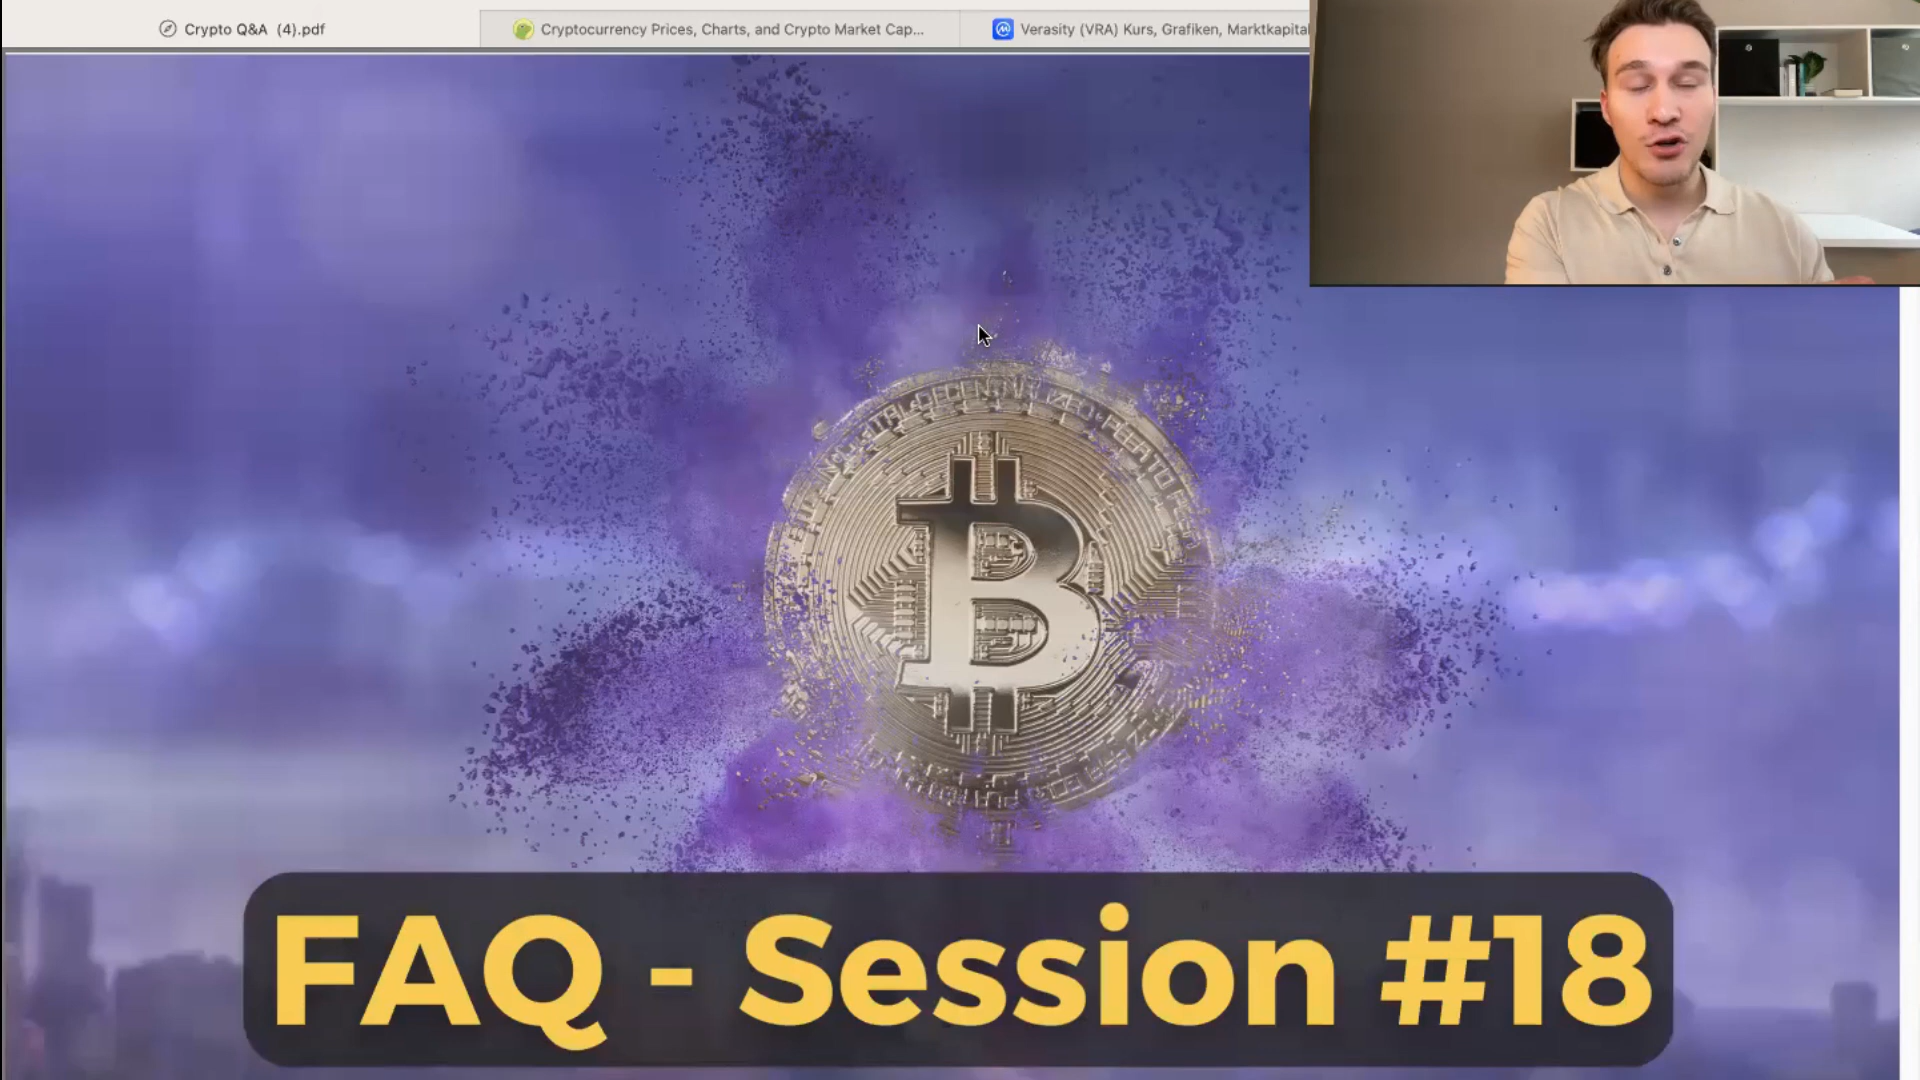 Crypto Q&A (4).pdf
Cryptocurrency Prices, Charts, and Crypto Market Cap...
Verasity (VRA) Kurs, Grafiken, Marktkapital
FAQ - Session #18